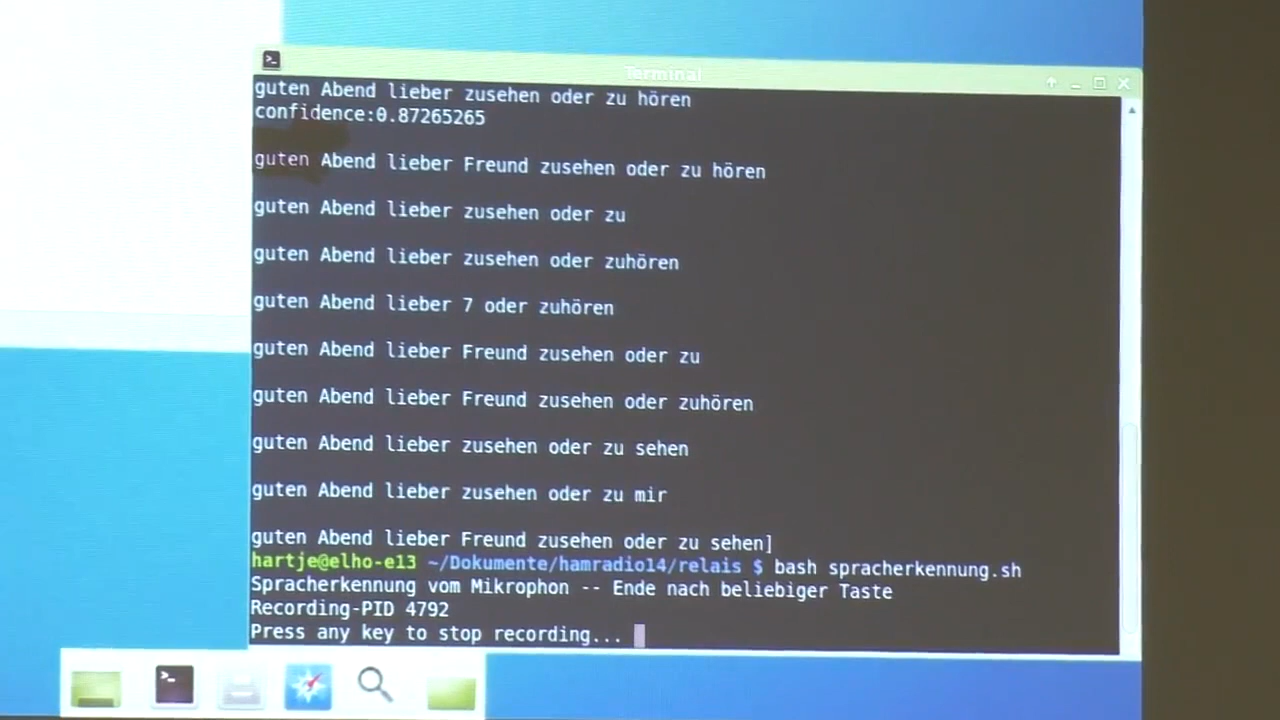 Terminal
guten Abend lieber zusehen oder zu hören
confidence:0.87265265
guten Abend lieber Freund zusehen oder zu hören
guten Abend lieber zusehen oder zu
guten Abend lieber zusehen oder zuhören
guten Abend lieber 7 oder zuhören
guten Abend lieber Freund zusehen oder zu
guten Abend lieber Freund zusehen oder zuhören
guten Abend lieber zusehen oder zu sehen
guten Abend lieber zusehen oder zu mir
guten Abend lieber Freund zusehen oder zu sehen]
hartje@elho-e13 ~/Dokumente/hamradio14/relais $ bash spracherkennung.sh
Spracherkennung vom Mikrophon -- Ende nach beliebiger Taste
Recording-PID 4792
Press any key to stop recording...